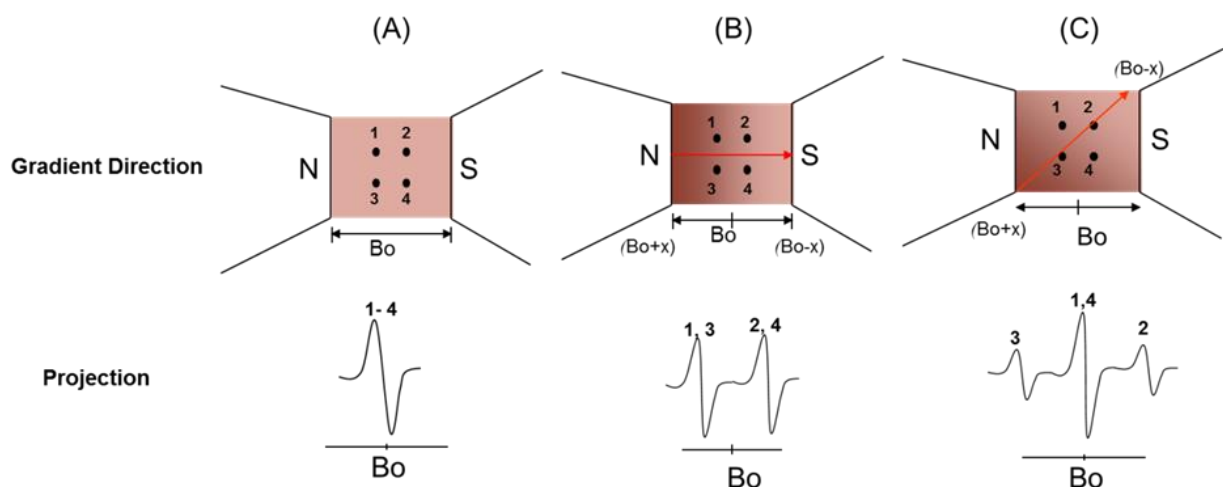 (A)
(B)
(C)
Gradient Direction
N
S
1 2
3 4
Bo
N
S
1 2
3 4
(Bo+x)
Bo
(Bo-x)
(Bo-x)
N
S
1 2
3 4
(Bo+x)
Bo
Projection
1- 4
Bo
1, 3
2, 4
Bo
3
1,4
2
Bo